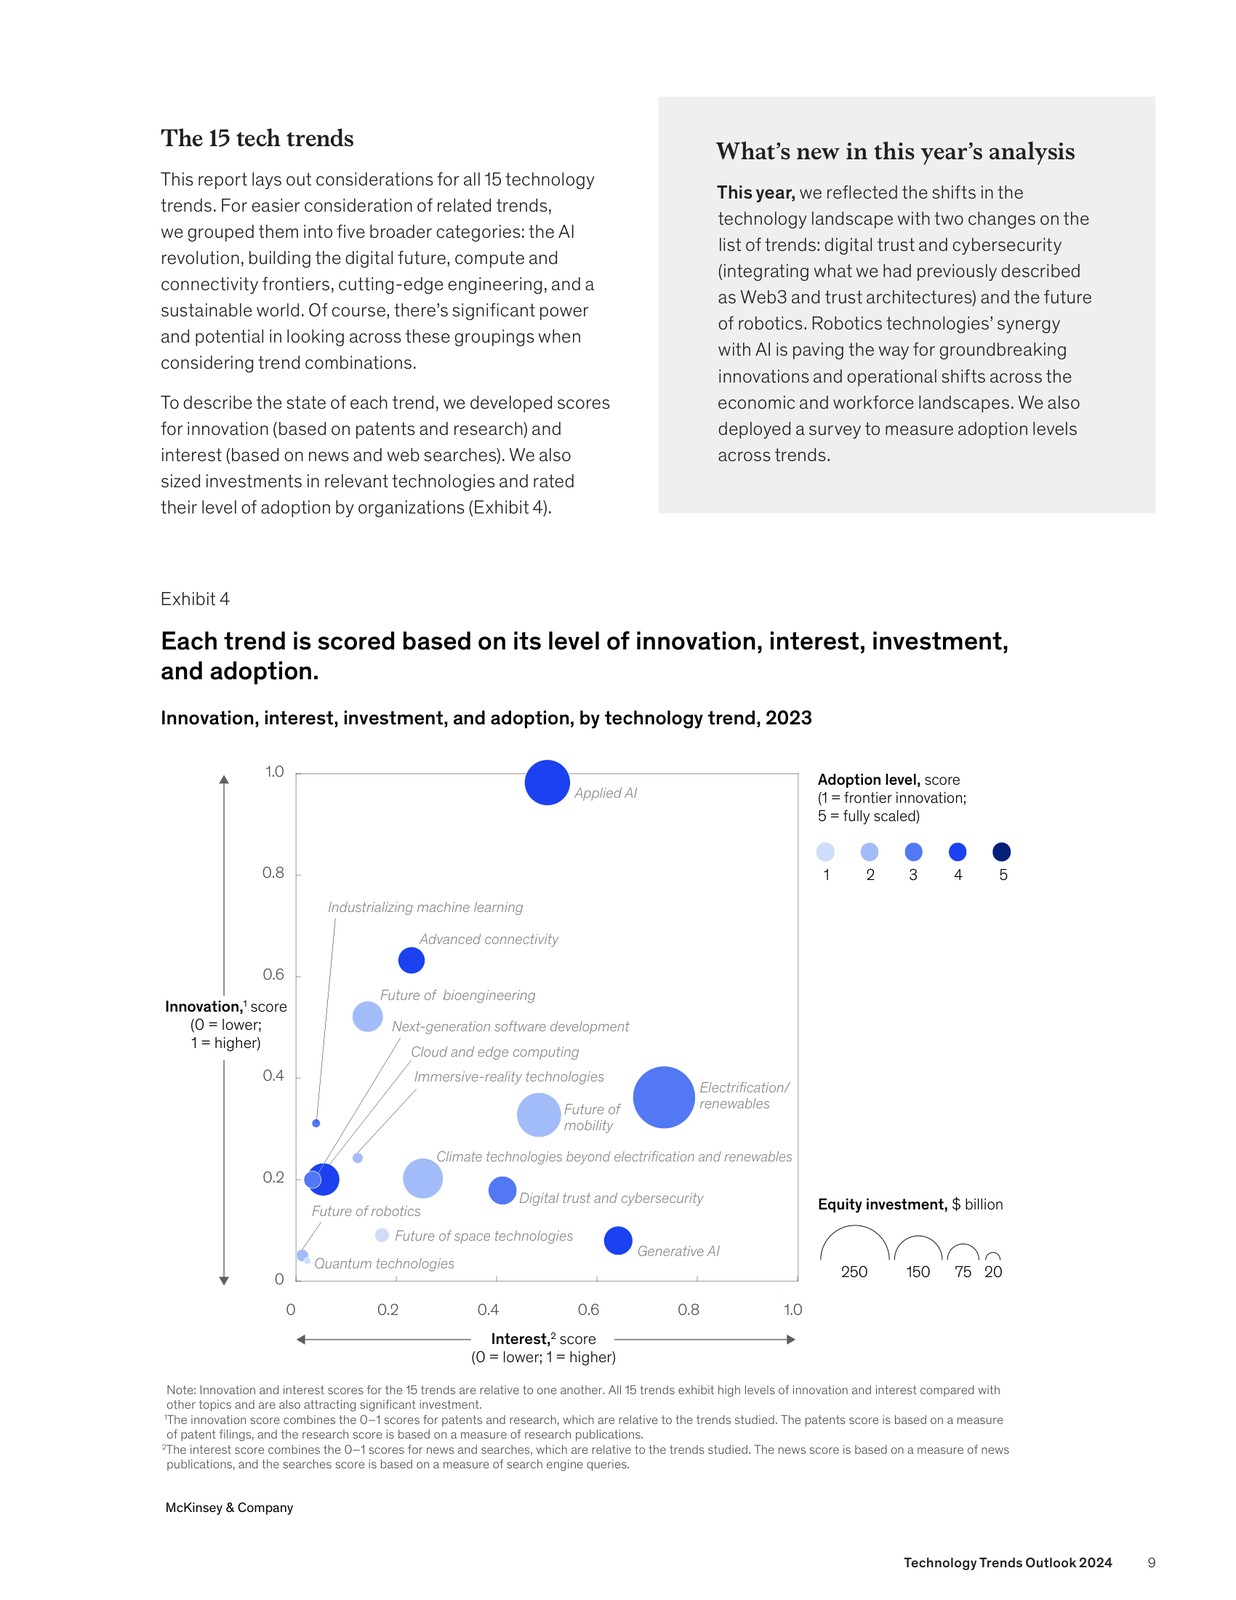 The 15 tech trends
This report lays out considerations for all 15 technology
trends. For easier consideration of related trends,
we grouped them into five broader categories: the AI
revolution, building the digital future, compute and
connectivity frontiers, cutting-edge engineering, and a
sustainable world. Of course, there's significant power
and potential in looking across these groupings when
considering trend combinations.
To describe the state of each trend, we developed scores
for innovation (based on patents and research) and
interest (based on news and web searches). We also
sized investments in relevant technologies and rated
their level of adoption by organizations (Exhibit 4).
What's new in this year's analysis
This year, we reflected the shifts in the
technology landscape with two changes on the
list of trends: digital trust and cybersecurity
(integrating what we had previously described
as Web3 and trust architectures) and the future
of robotics. Robotics technologies' synergy
with AI is paving the way for groundbreaking
innovations and operational shifts across the
economic and workforce landscapes. We also
deployed a survey to measure adoption levels
across trends.
Exhibit 4
Each trend is scored based on its level of innovation, interest, investment,
and adoption.
Innovation, interest, investment, and adoption, by technology trend, 2023
1.0
0.8
0.6
0.4
0.2
0
Innovation,¹ score
(0 = lower;
1 = higher)
Applied AI
Industrializing machine learning
Advanced connectivity
Future of bioengineering
Next-generation software development
Cloud and edge computing
Immersive-reality technologies
Electrification/
renewables
Future of
mobility
Climate technologies beyond electrification and renewables
Digital trust and cybersecurity
Future of robotics
Future of space technologies
Generative AI
Quantum technologies
0 0.2 0.4 0.6 0.8 1.0
Interest,² score
(0 = lower; 1 = higher)
Adoption level, score
(1 = frontier innovation;
5 = fully scaled)
1 2 3 4 5
Equity investment, $ billion
250 150 75 20
Note: Innovation and interest scores for the 15 trends are relative to one another. All 15 trends exhibit high levels of innovation and interest compared with
other topics and are also attracting significant investment.
¹The innovation score combines the 0–1 scores for patents and research, which are relative to the trends studied. The patents score is based on a measure
of patent filings, and the research score is based on a measure of research publications.
²The interest score combines the 0–1 scores for news and searches, which are relative to the trends studied. The news score is based on a measure of news
publications, and the searches score is based on a measure of search engine queries.
McKinsey & Company
Technology Trends Outlook 2024 9